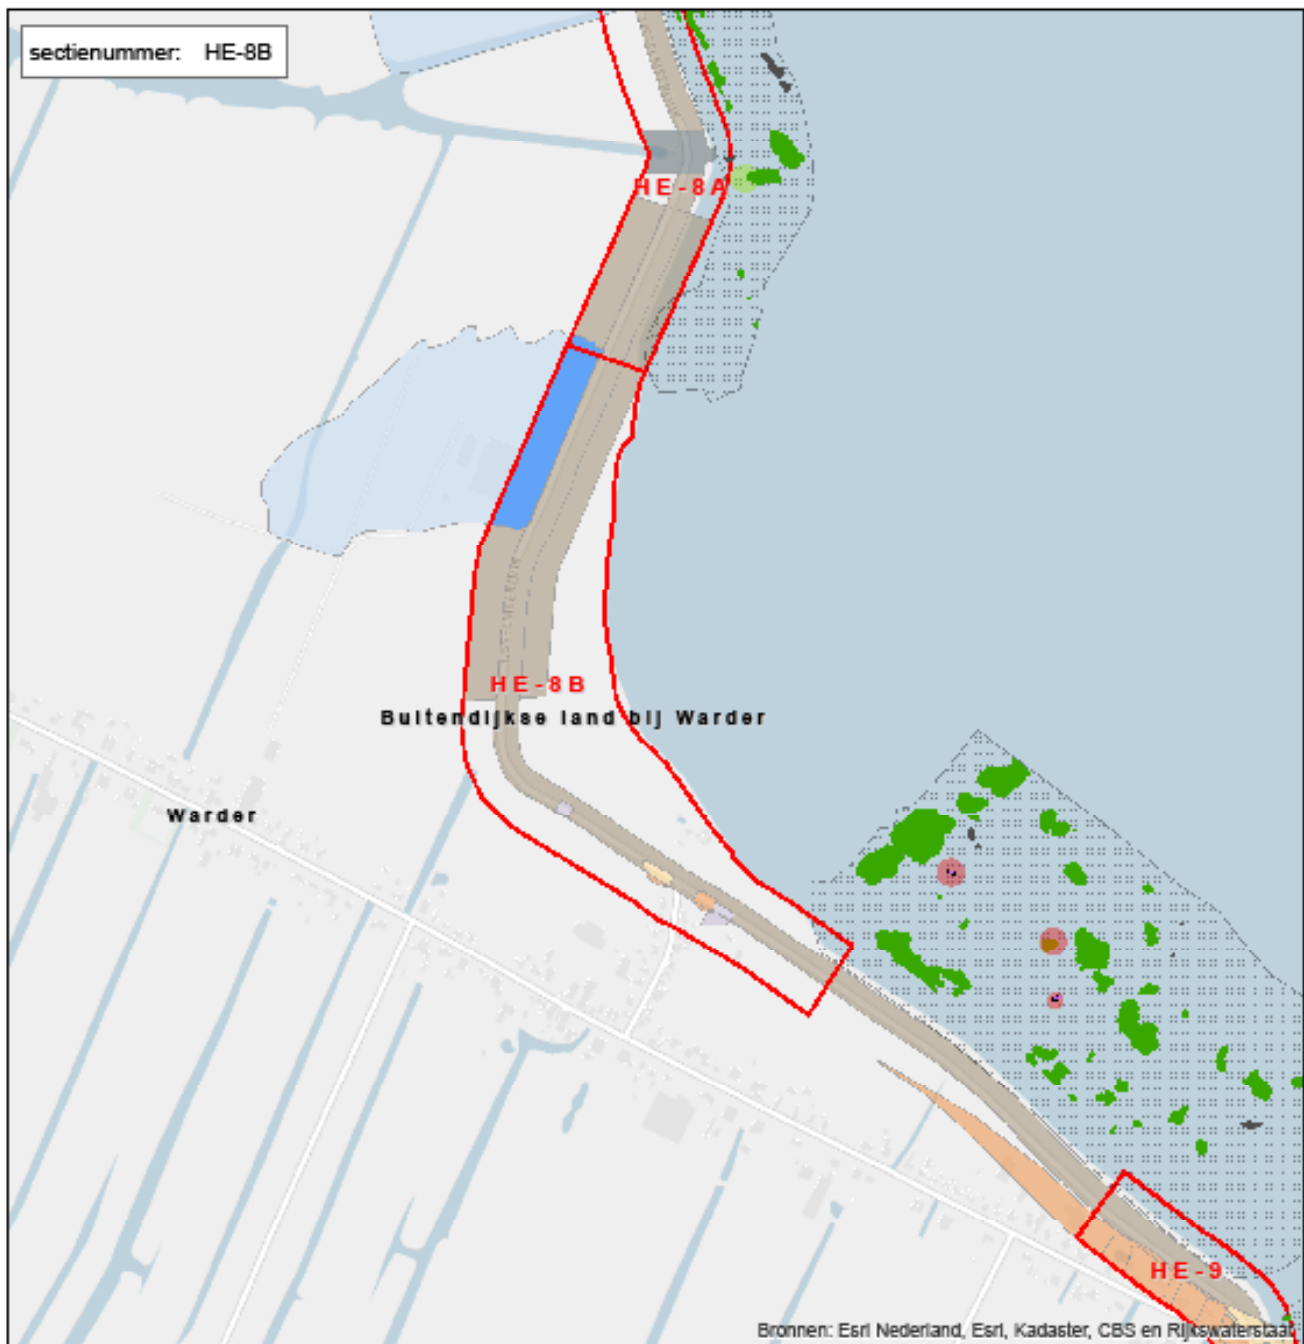 sectienummer: HE-8B
HE-8A
HE-8B
Buitendijkse land bij Warder
Warder
HE-9
Bronnen: Esri Nederland, Esri, Kadaster, CBS en Rijkswaterstaat